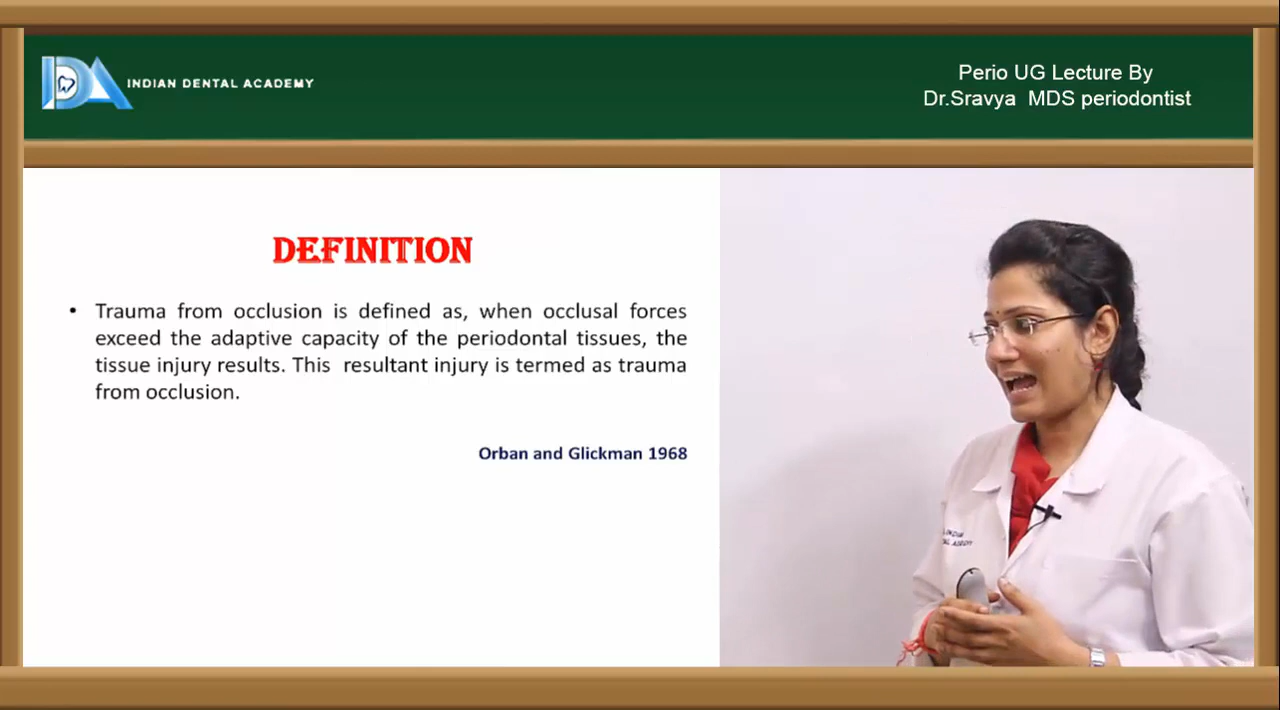 INDIAN DENTAL ACADEMY
Perio UG Lecture By
Dr.Sravya MDS periodontist
DEFINITION
• Trauma from occlusion is defined as, when occlusal forces
exceed the adaptive capacity of the periodontal tissues, the
tissue injury results. This resultant injury is termed as trauma
from occlusion.
Orban and Glickman 1968